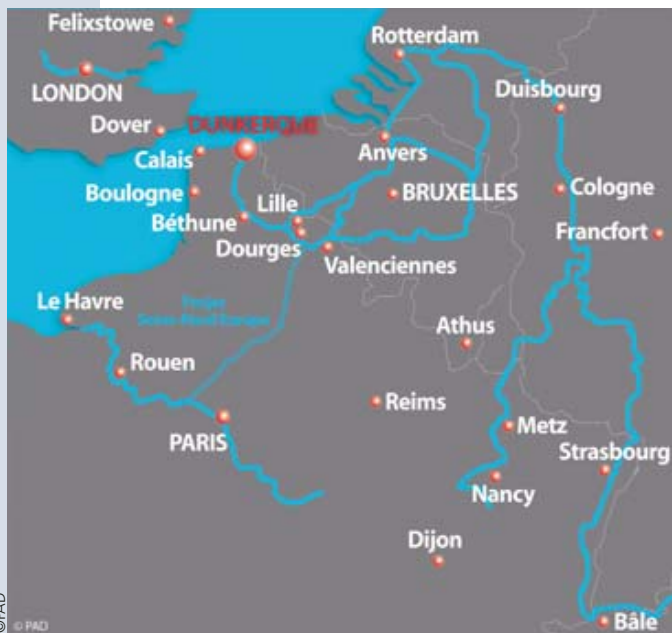 Felixstowe
Rotterdam
LONDON
Duisbourg
Dover
DUNKERQUE
Calais
Anvers
Boulogne
Lille
BRUXELLES
Cologne
Béthune
Francfort
Dourges
Valenciennes
Le Havre
Athus
Rouen
Reims
PARIS
Metz
Strasbourg
Nancy
Dijon
Bâle
©PAD
© PAD